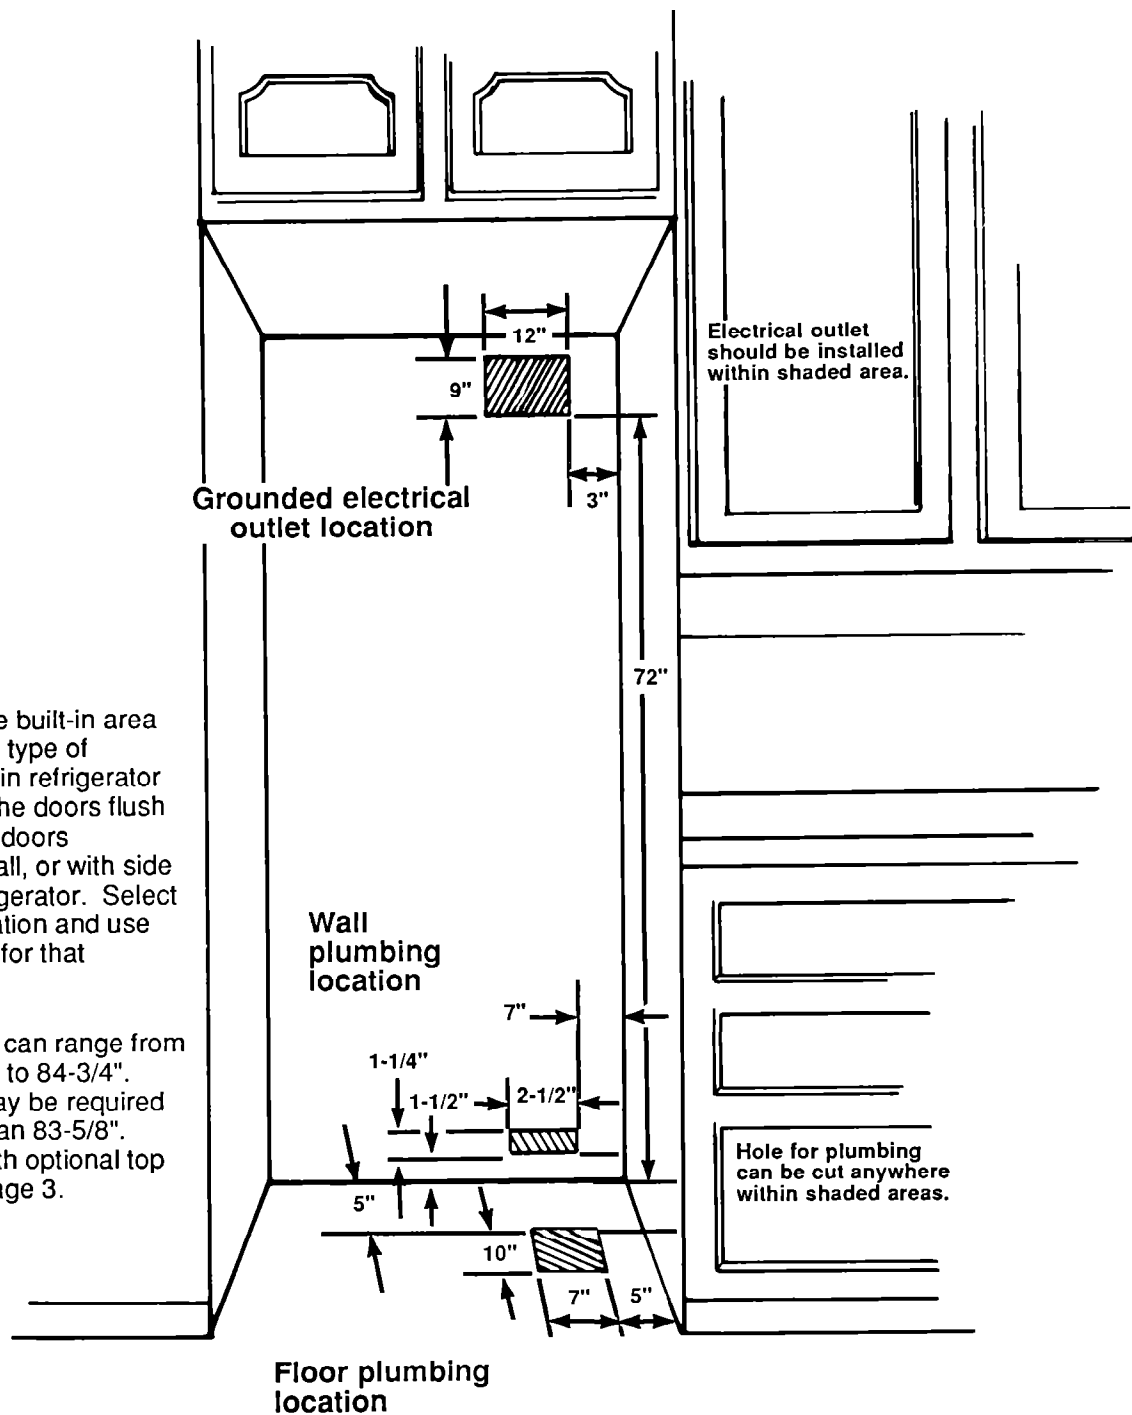 12"
Electrical outlet
should be installed
within shaded area.
9"
3"
Grounded electrical
outlet location
72"
e built-in area
type of
in refrigerator
he doors flush
doors
all, or with side
gerator. Select
ation and use
for that
can range from
to 84-3/4".
ay be required
an 83-5/8".
th optional top
age 3.
Wall
plumbing
location
7"
1-1/4"
1-1/2"
2-1/2"
5"
10"
7"
5"
Hole for plumbing
can be cut anywhere
within shaded areas.
Floor plumbing
location